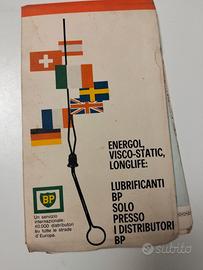 ENERGOL,
VISCO-STATIC,
LONGLIFE:
LUBRIFICANTI
BP
SOLO
PRESSO
I DISTRIBUTORI
BP
BP
Un servizio
internazionale:
40.000 distributori
su tutte le strade
d'Europa.
subito